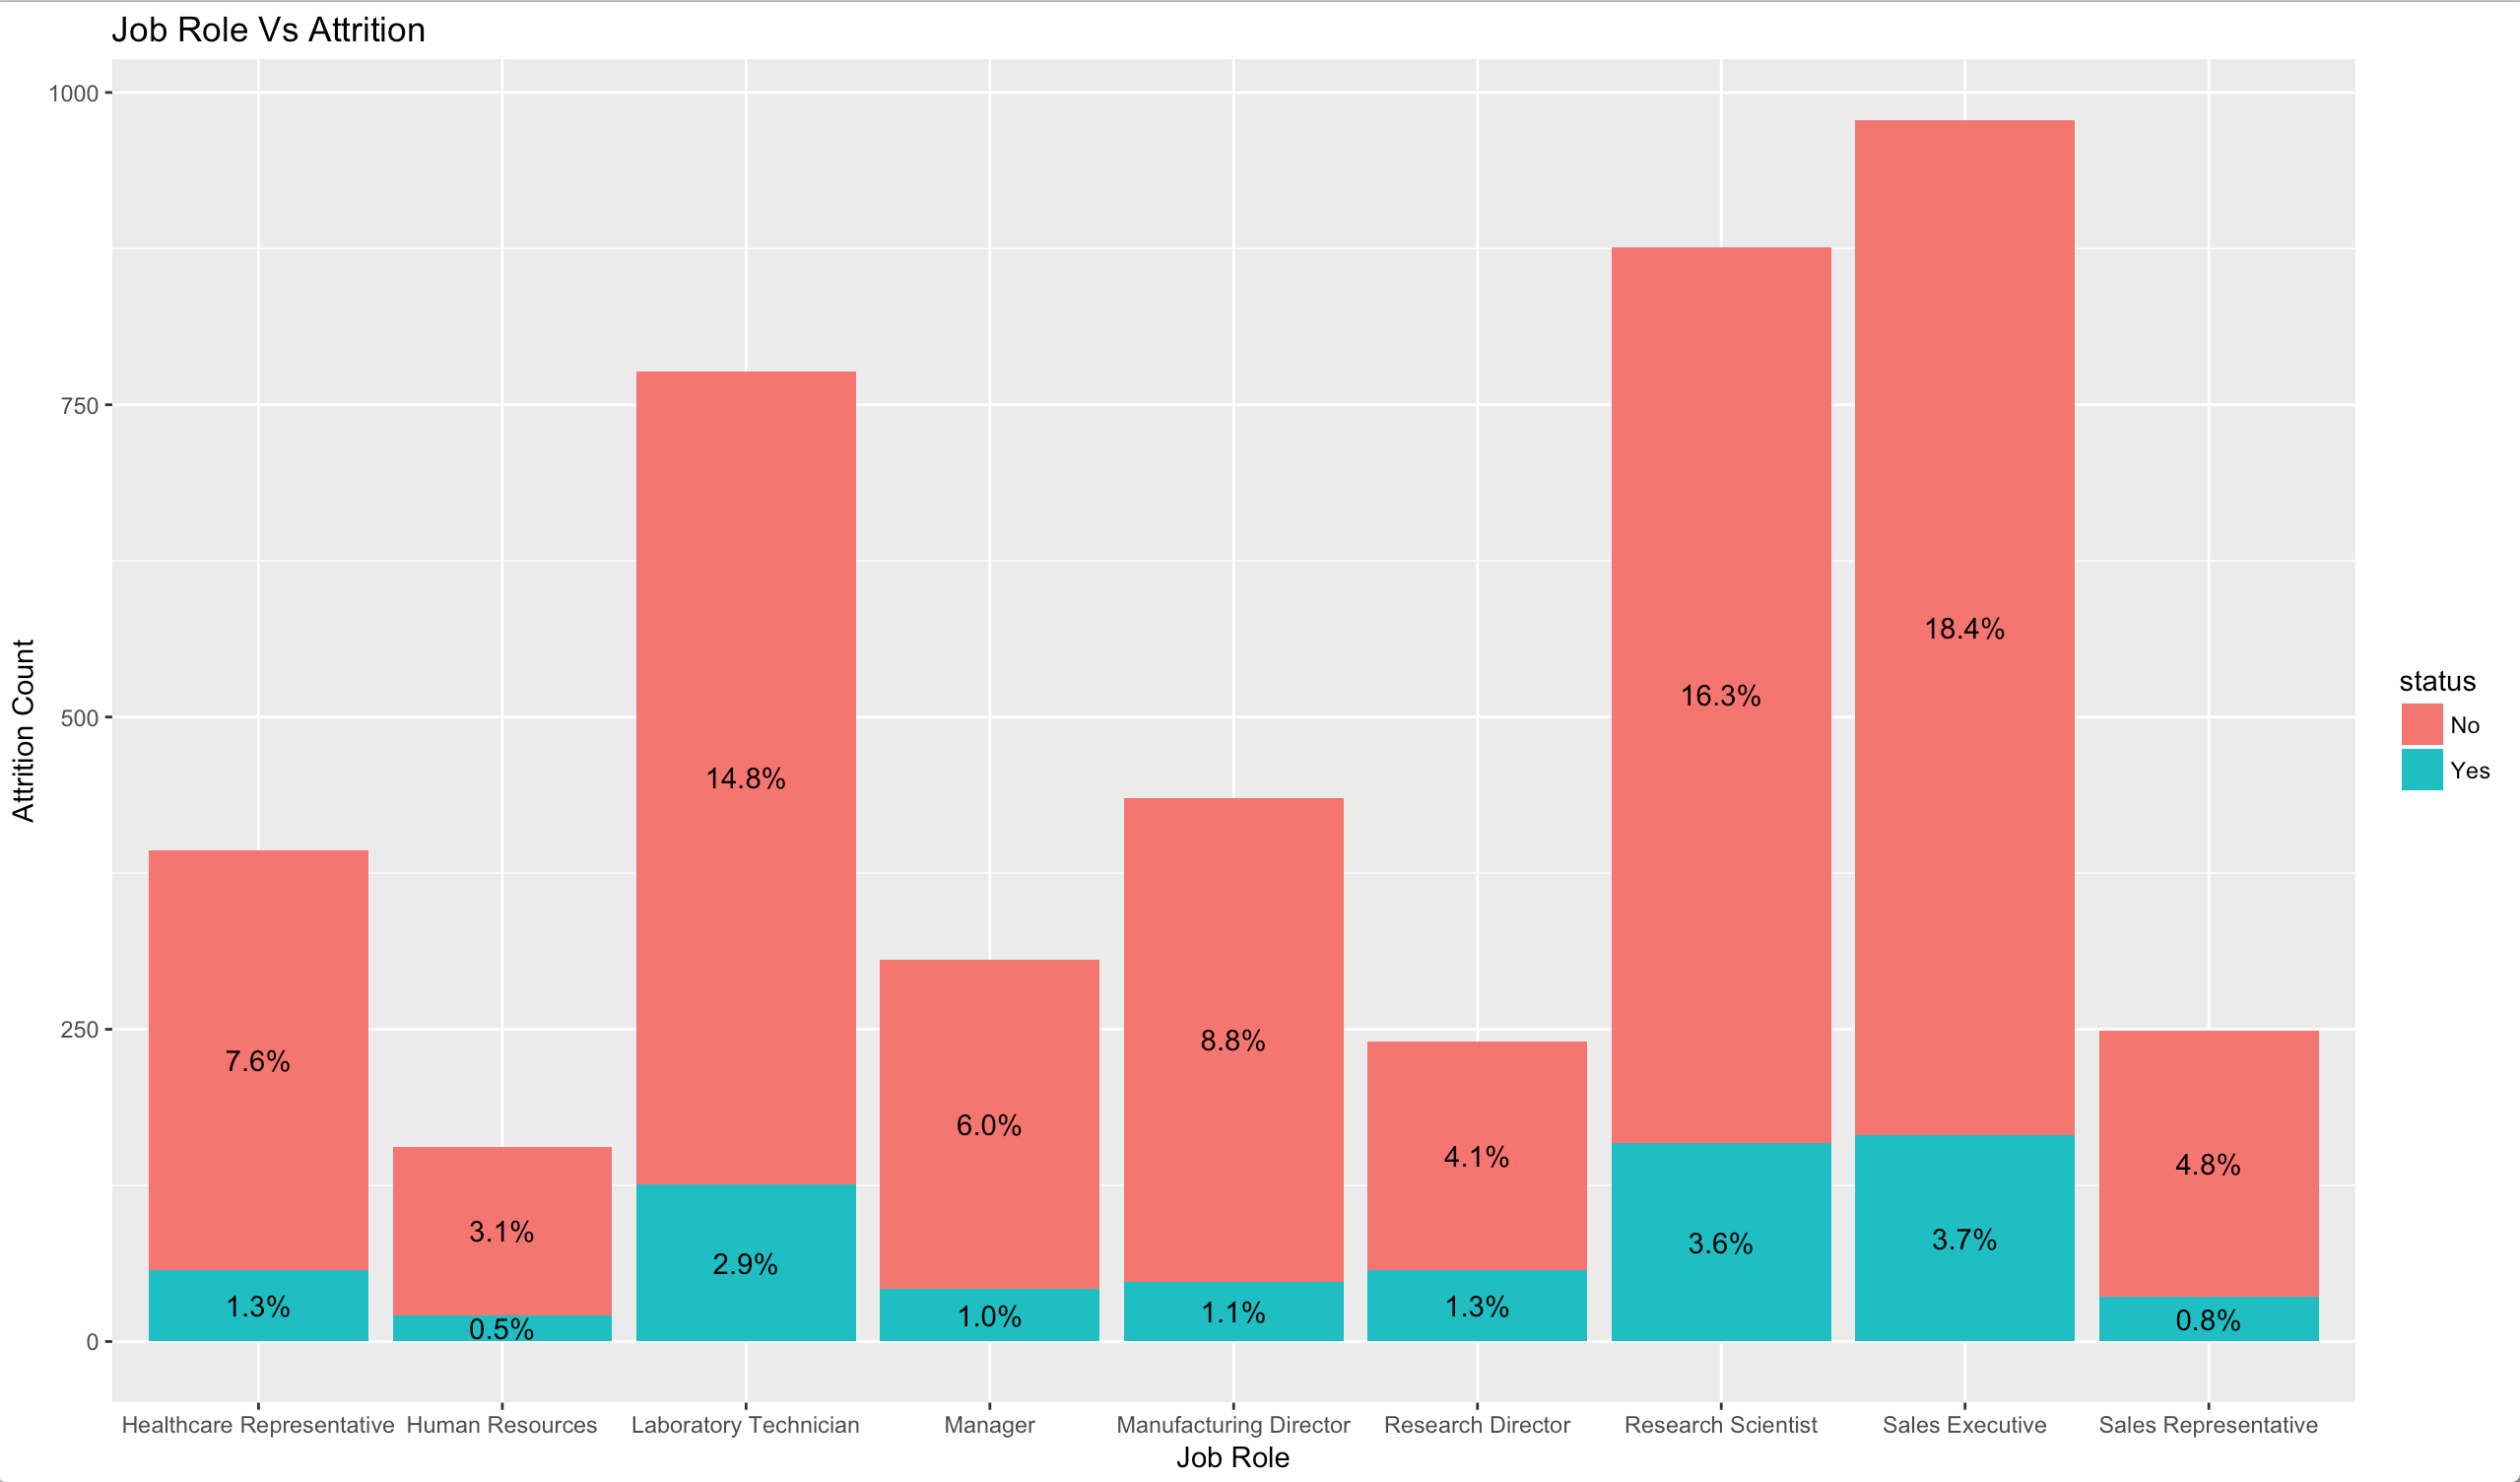 Job Role Vs Attrition
1000
750
500
250
0
Attrition Count
7.6%
1.3%
3.1%
0.5%
14.8%
2.9%
6.0%
1.0%
8.8%
1.1%
4.1%
1.3%
16.3%
3.6%
18.4%
3.7%
4.8%
0.8%
Healthcare Representative
Human Resources
Laboratory Technician
Manager
Manufacturing Director
Research Director
Research Scientist
Sales Executive
Sales Representative
Job Role
status
No
Yes